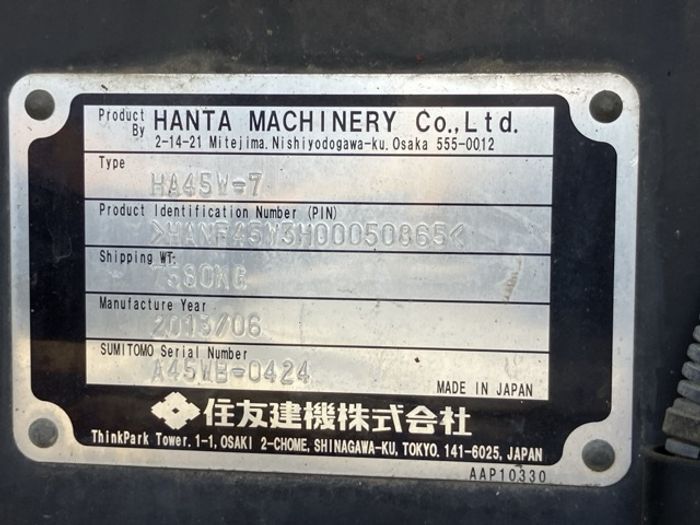 Product By HANTA MACHINERY Co.,Ltd.
2-14-21 Mitejima. Nishiyodogawa-ku. Osaka 555-0012
Type
HA45W-7
Product Identification Number (PIN)
>HANF45W3H00050865<
Shipping WT:
7580KG
Manufacture Year
2013/06
SUMITOMO Serial Number
A45WB-0424
MADE IN JAPAN
住友建機株式会社
ThinkPark Tower. 1-1, OSAKI 2-CHOME, SHINAGAWA-KU, TOKYO. 141-6025, JAPAN
AAP10330